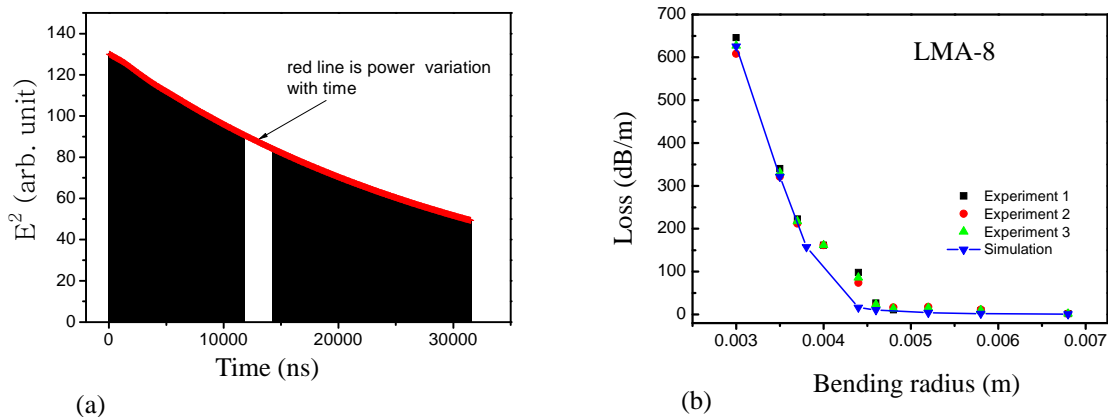 140
120
100
80
60
40
20
0
E² (arb. unit)
red line is power variation
with time
0
10000
20000
30000
Time (ns)
(a)
700
600
500
400
300
200
100
0
Loss (dB/m)
LMA-8
Experiment 1
Experiment 2
Experiment 3
Simulation
0.003
0.004
0.005
0.006
0.007
Bending radius (m)
(b)